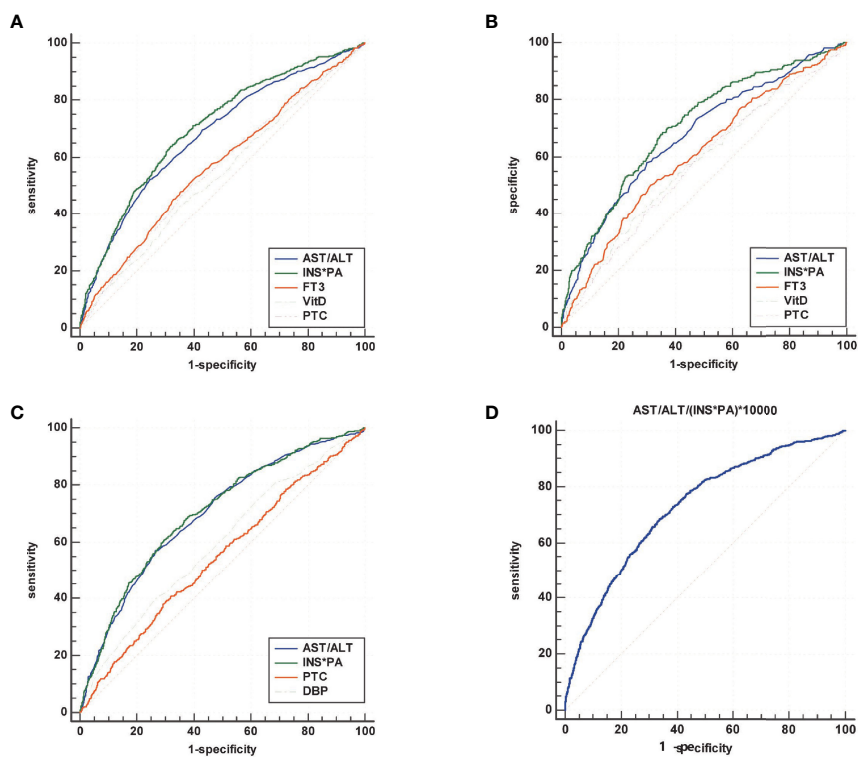 A
100
80
60
40
20
0
sensitivity
AST/ALT
INS*PA
FT3
VitD
PTC
0 20 40 60 80 100
1-specificity
B
100
80
60
40
20
0
specificity
AST/ALT
INS*PA
FT3
VitD
PTC
0 20 40 60 80 100
1-specificity
C
100
80
60
40
20
0
sensitivity
AST/ALT
INS*PA
PTC
DBP
0 20 40 60 80 100
1-specificity
D
AST/ALT/(INS*PA)*10000
100
80
60
40
20
0
sensitivity
0 20 40 60 80 100
1 -specificity